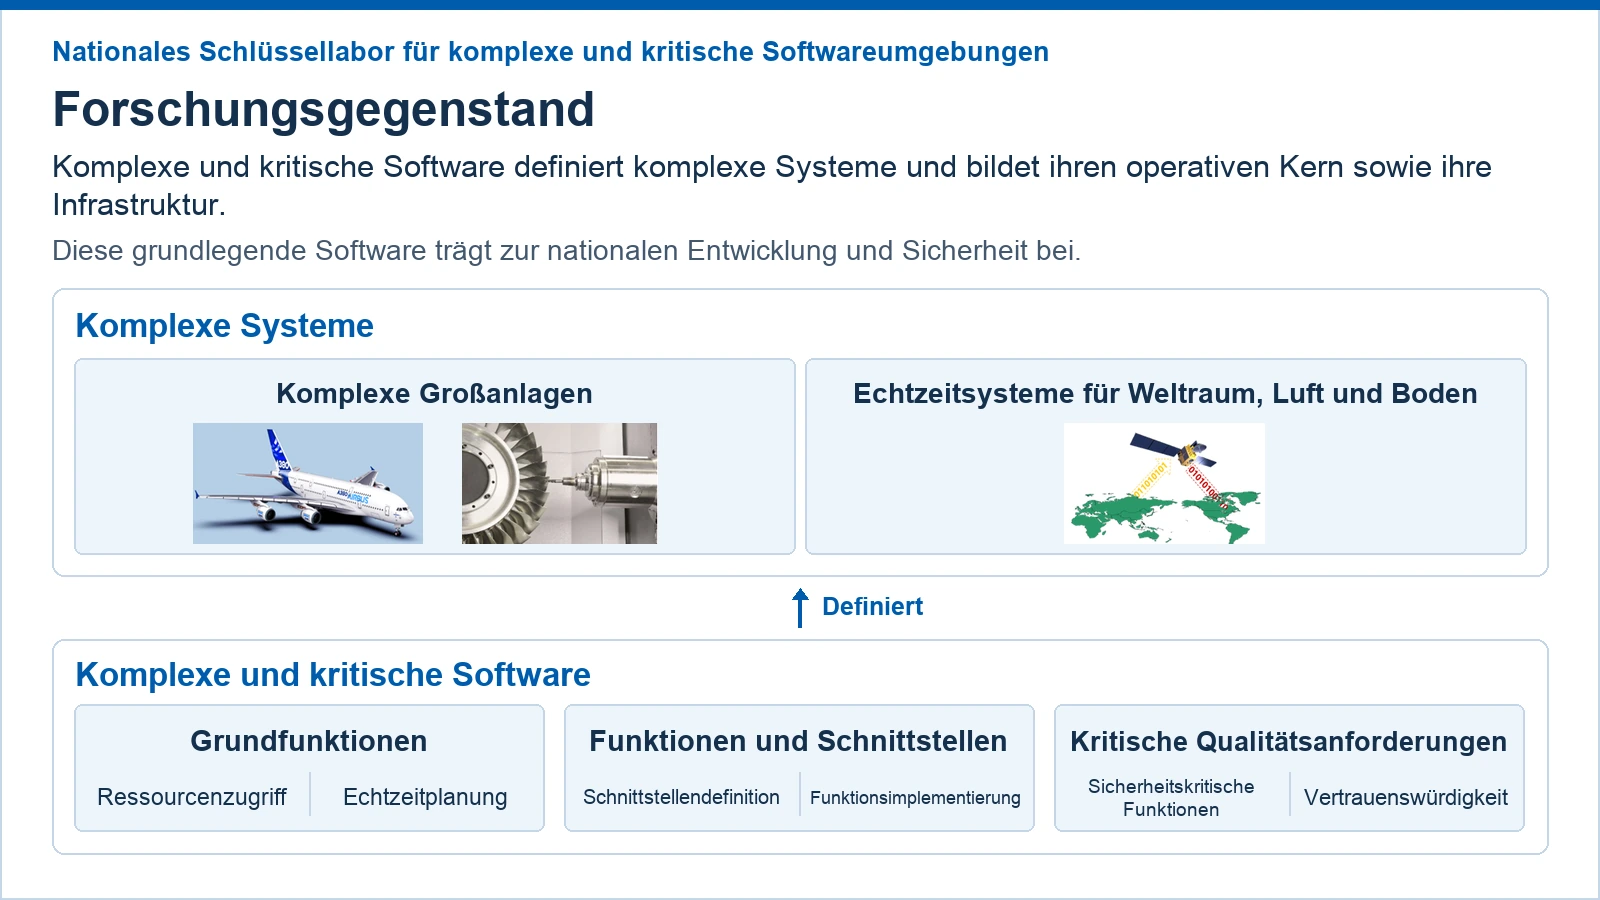 Nationales Schlüssellabor für komplexe und kritische Softwareumgebungen
Forschungsgegenstand
Komplexe und kritische Software definiert komplexe Systeme und bildet ihren operativen Kern sowie ihre
Infrastruktur.
Diese grundlegende Software trägt zur nationalen Entwicklung und Sicherheit bei.
Komplexe Systeme
Komplexe Großanlagen
A380
A380 AIRBUS
Echtzeitsysteme für Weltraum, Luft und Boden
Definiert
Komplexe und kritische Software
Grundfunktionen
Ressourcenzugriff
Echtzeitplanung
Funktionen und Schnittstellen
Schnittstellendefinition
Funktionsimplementierung
Kritische Qualitätsanforderungen
Sicherheitskritische
Funktionen
Vertrauenswürdigkeit